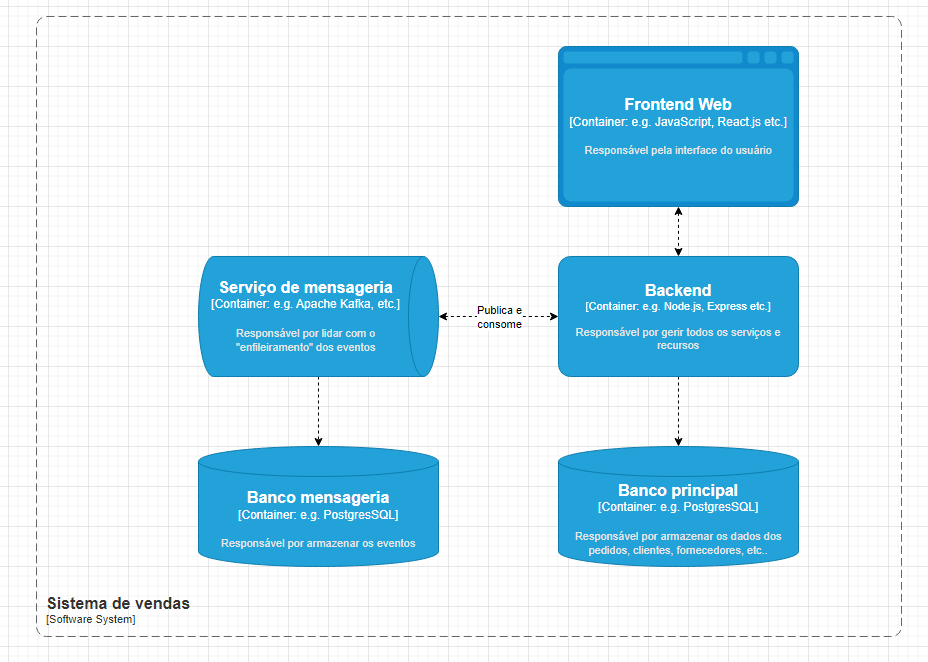 Frontend Web
[Container: e.g. JavaScript, React.js etc.]
Responsável pela interface do usuário
Serviço de mensageria
[Container: e.g. Apache Kafka, etc.]
Responsável por lidar com o
"enfileiramento" dos eventos
Publica e
consome
Backend
[Container: e.g. Node.js, Express etc.]
Responsável por gerir todos os serviços e
recursos
Banco mensageria
[Container: e.g. PostgresSQL]
Responsável por armazenar os eventos
Banco principal
[Container: e.g. PostgresSQL]
Responsável por armazenar os dados dos
pedidos, clientes, fornecedores, etc..
Sistema de vendas
[Software System]